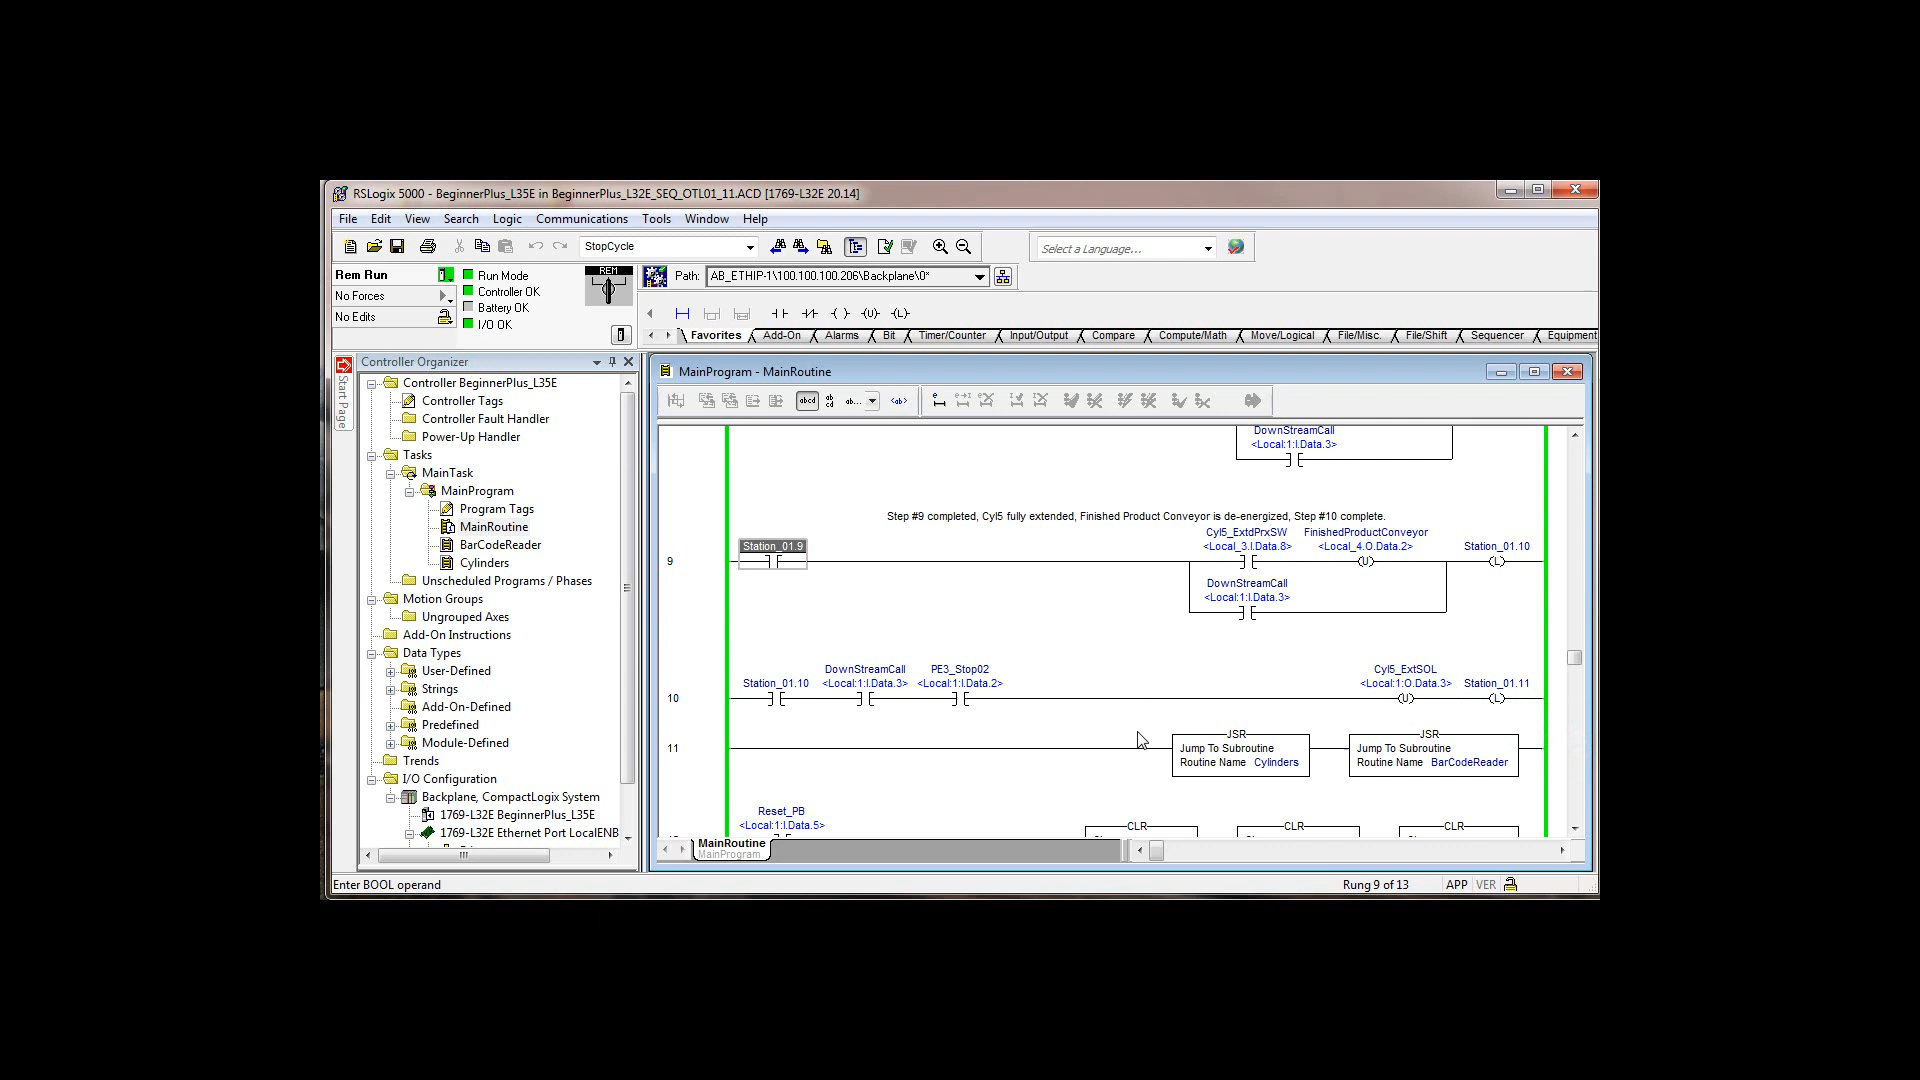 RSLogix 5000 - BeginnerPlus_L35E in BeginnerPlus_L32E_SEQ_OTL01_11.ACD [1769-L32E 20.14]
File Edit View Search Logic Communications Tools Window Help
StopCycle
Select a Language...
Rem Run
No Forces
No Edits
Run Mode
Controller OK
Battery OK
I/O OK
REM
Path: AB_ETHIP-1\100.100.100.206\Backplane\0*
Favorites Add-On Alarms Bit Timer/Counter Input/Output Compare Compute/Math Move/Logical File/Misc. File/Shift Sequencer Equipment
Start Page
Controller Organizer
Controller BeginnerPlus_L35E
Controller Tags
Controller Fault Handler
Power-Up Handler
Tasks
MainTask
MainProgram
Program Tags
MainRoutine
BarCodeReader
Cylinders
Unscheduled Programs / Phases
Motion Groups
Ungrouped Axes
Add-On Instructions
Data Types
User-Defined
Strings
Add-On-Defined
Predefined
Module-Defined
Trends
I/O Configuration
Backplane, CompactLogix System
1769-L32E BeginnerPlus_L35E
1769-L32E Ethernet Port LocalENB
MainProgram - MainRoutine
DownStreamCall
<Local:1:I.Data.3>
Step #9 completed, Cyl5 fully extended, Finished Product Conveyor is de-energized, Step #10 complete.
9
Station_01.9
Cyl5_ExtdPrxSW
<Local_3.I.Data.8>
FinishedProductConveyor
<Local_4.O.Data.2>
U
Station_01.10
L
DownStreamCall
<Local:1:I.Data.3>
10
Station_01.10
DownStreamCall
<Local:1:I.Data.3>
PE3_Stop02
<Local:1:I.Data.2>
Cyl5_ExtSOL
<Local:1:O.Data.3>
U
Station_01.11
L
11
JSR
Jump To Subroutine
Routine Name Cylinders
JSR
Jump To Subroutine
Routine Name BarCodeReader
Reset_PB
<Local:1:I.Data.5>
CLR
CLR
CLR
MainRoutine
MainProgram
Enter BOOL operand
Rung 9 of 13
APP VER